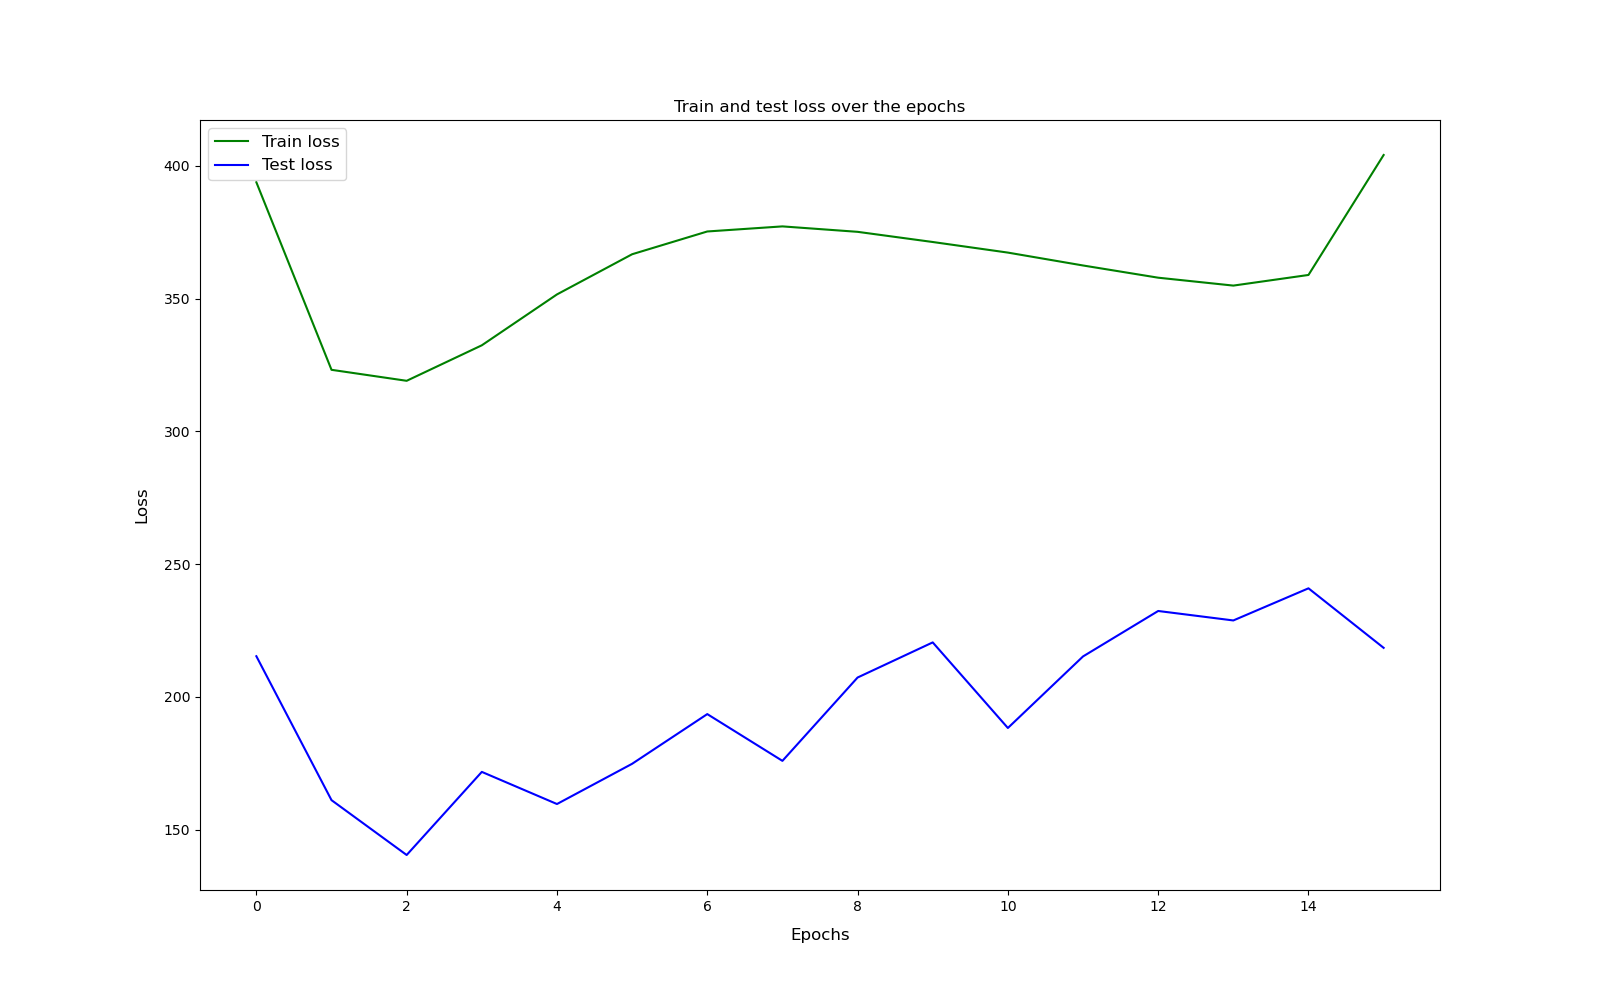 Train and test loss over the epochs
Train loss
Test loss
400
350
300
250
200
150
Loss
0 2 4 6 8 10 12 14
Epochs